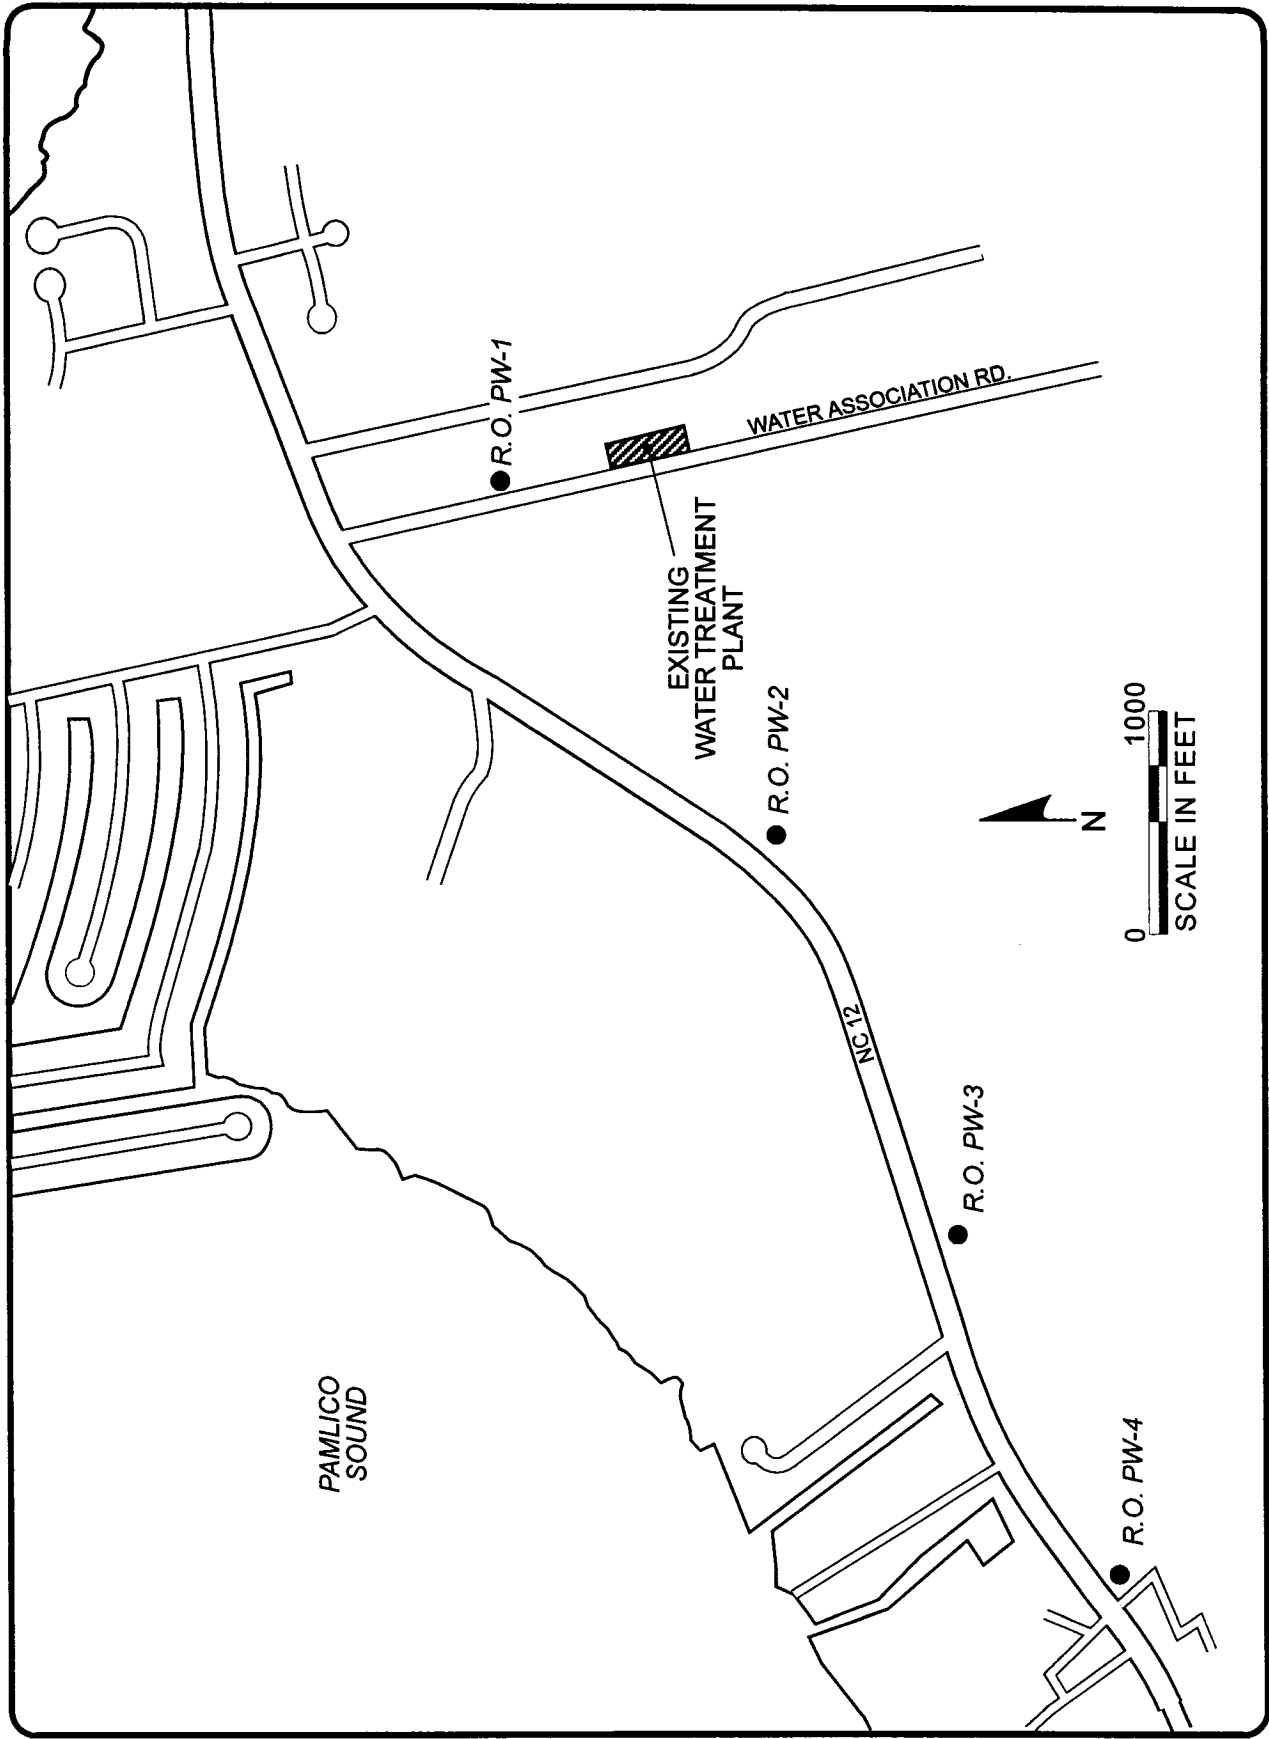 R.O. PW-1
WATER ASSOCIATION RD.
EXISTING
WATER TREATMENT
PLANT
R.O. PW-2
N
0 1000
SCALE IN FEET
NC 12
R.O. PW-3
PAMLICO
SOUND
R.O. PW-4